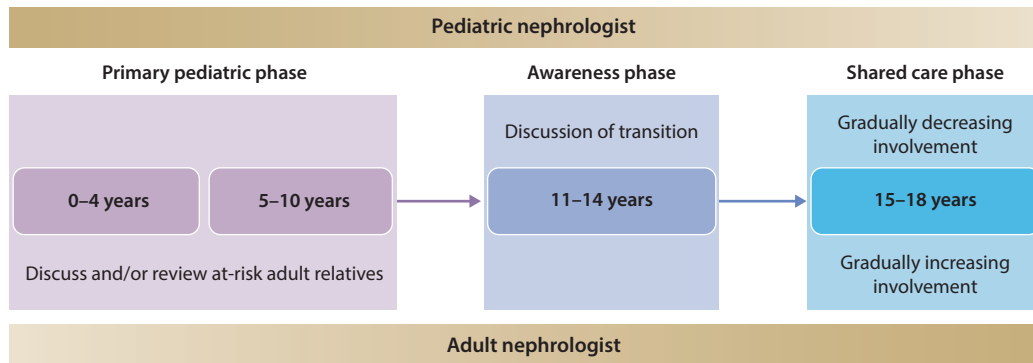 Pediatric nephrologist
Primary pediatric phase
Awareness phase
Shared care phase
Discussion of transition
Gradually decreasing
involvement
0–4 years
5–10 years
11–14 years
15–18 years
Discuss and/or review at-risk adult relatives
Gradually increasing
involvement
Adult nephrologist